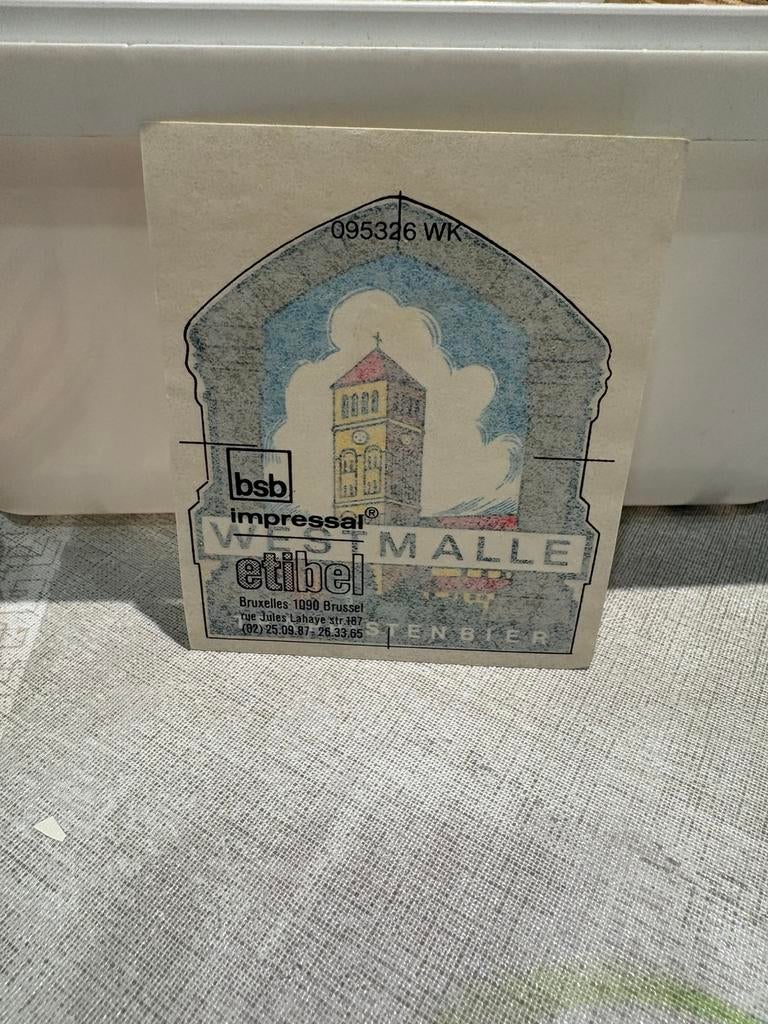 095326 WK
bsb
impressal®
WESTMALLE
etibel
Bruxelles 1090 Brussel
rue Jules Lahaye str. 187
(02) 25.09.87 - 26.33.65
STENBIER